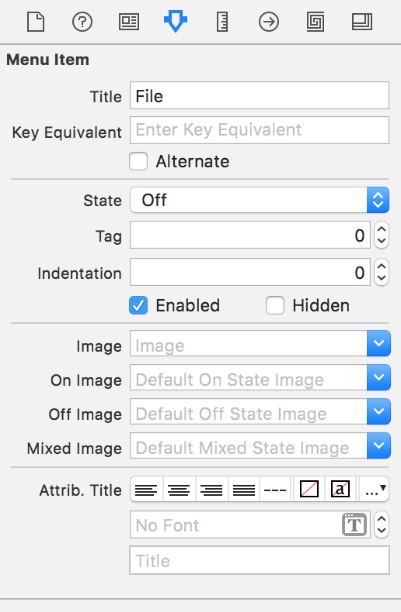 Menu Item
Title File
Key Equivalent Enter Key Equivalent
Alternate
State Off
Tag 0
Indentation 0
Enabled Hidden
Image Image
On Image Default On State Image
Off Image Default Off State Image
Mixed Image Default Mixed State Image
Attrib. Title a ...
No Font T
Title